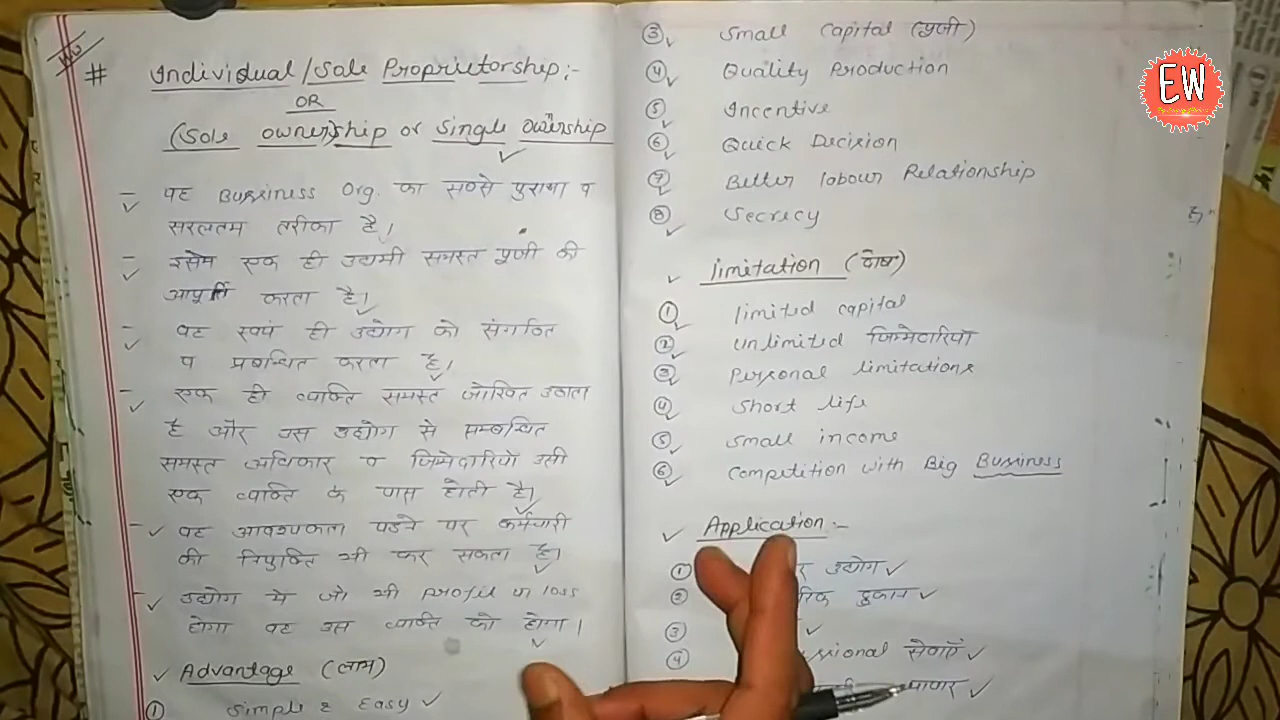 # Individual/Sole Proprietorship:-
OR
(Sole ownership or Single ownership
- यह Bussiness Org. का सबसे पुराना व
सरलतम तरीका है।
- इसमे एक ही उद्यमी समस्त पूंजी की
आपूर्ति करता है।
- वह स्वयं ही उद्योग को संगठित
व प्रबन्धित करता है।
- एक ही व्यक्ति समस्त जोखित उठाता
है और उस उद्योग से सम्बन्धित
समस्त अधिकार व जिम्मेदारियाँ उसी
एक व्यक्ति के पास होती है।
- वह आवश्यकता पडने पर कर्मचारी
की नियुक्ति भी कर सकता है।
- उद्योग मे जो भी profit या loss
होगा वह उस व्यक्ति को होगा।
Advantage (लाभ)
① Simple & Easy
③ Small Capital (पूंजी)
④ Quality Production
⑤ Incentive
⑥ Quick Decision
⑦ Better labour Relationship
⑧ Secrecy
limitation (दोष)
① limited capital
② unlimited जिम्मेदारियाँ
③ Personal limitations
④ Short life
⑤ Small income
⑥ Competition with Big Bussiness
Application:-
① उद्योग
② दुकान
③
④ सेवाएँ
EW